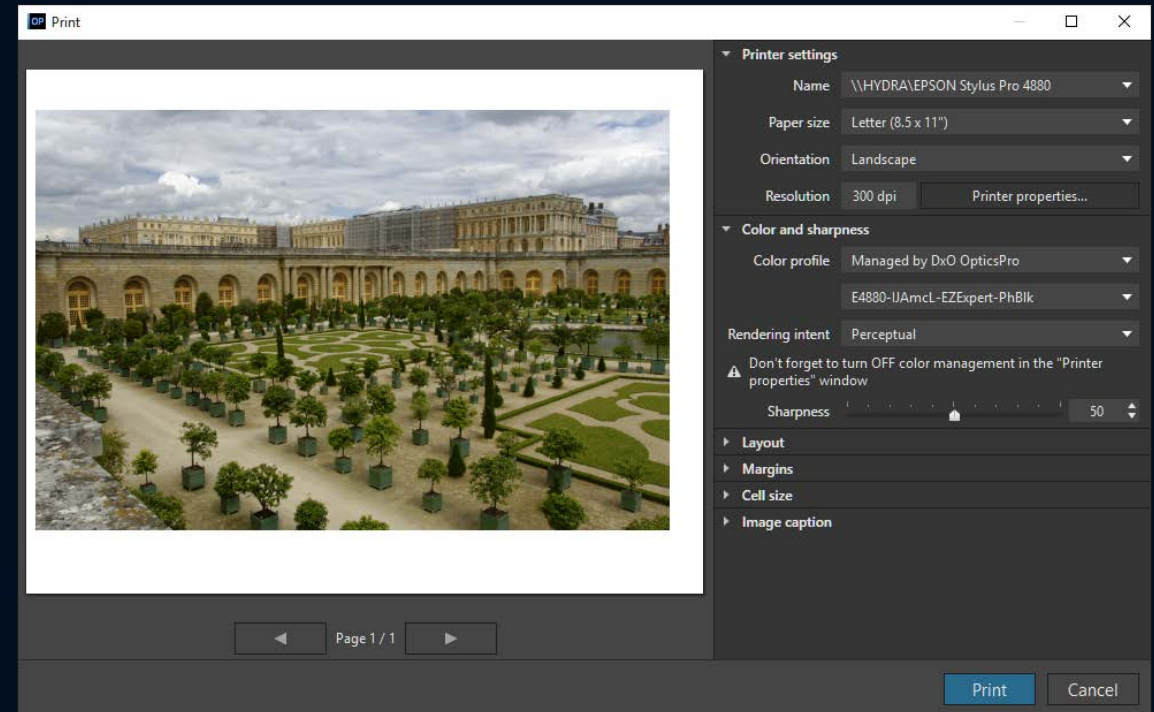 OP Print
Printer settings
Name \\HYDRA\EPSON Stylus Pro 4880
Paper size Letter (8.5 x 11")
Orientation Landscape
Resolution 300 dpi Printer properties...
Color and sharpness
Color profile Managed by DxO OpticsPro
E4880-IJAmcL-EZExpert-PhBlk
Rendering intent Perceptual
Don't forget to turn OFF color management in the "Printer
properties" window
Sharpness 50
Layout
Margins
Cell size
Image caption
Page 1 / 1
Print Cancel